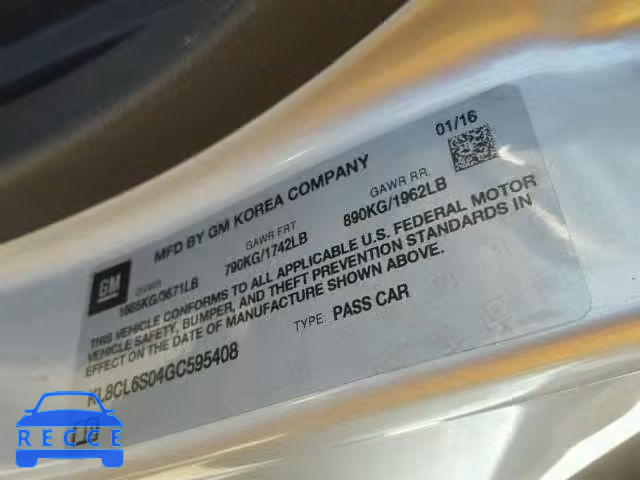 01/16
MFD BY GM KOREA COMPANY
GM
GVWR GAWR FRT GAWR RR.
1665KG/3671LB 790KG/1742LB 890KG/1962LB
THIS VEHICLE CONFORMS TO ALL APPLICABLE U.S. FEDERAL MOTOR
VEHICLE SAFETY, BUMPER, AND THEFT PREVENTION STANDARDS IN
EFFECT ON THE DATE OF MANUFACTURE SHOWN ABOVE.
TYPE: PASS CAR
KL8CL6S04GC595408
RECCE